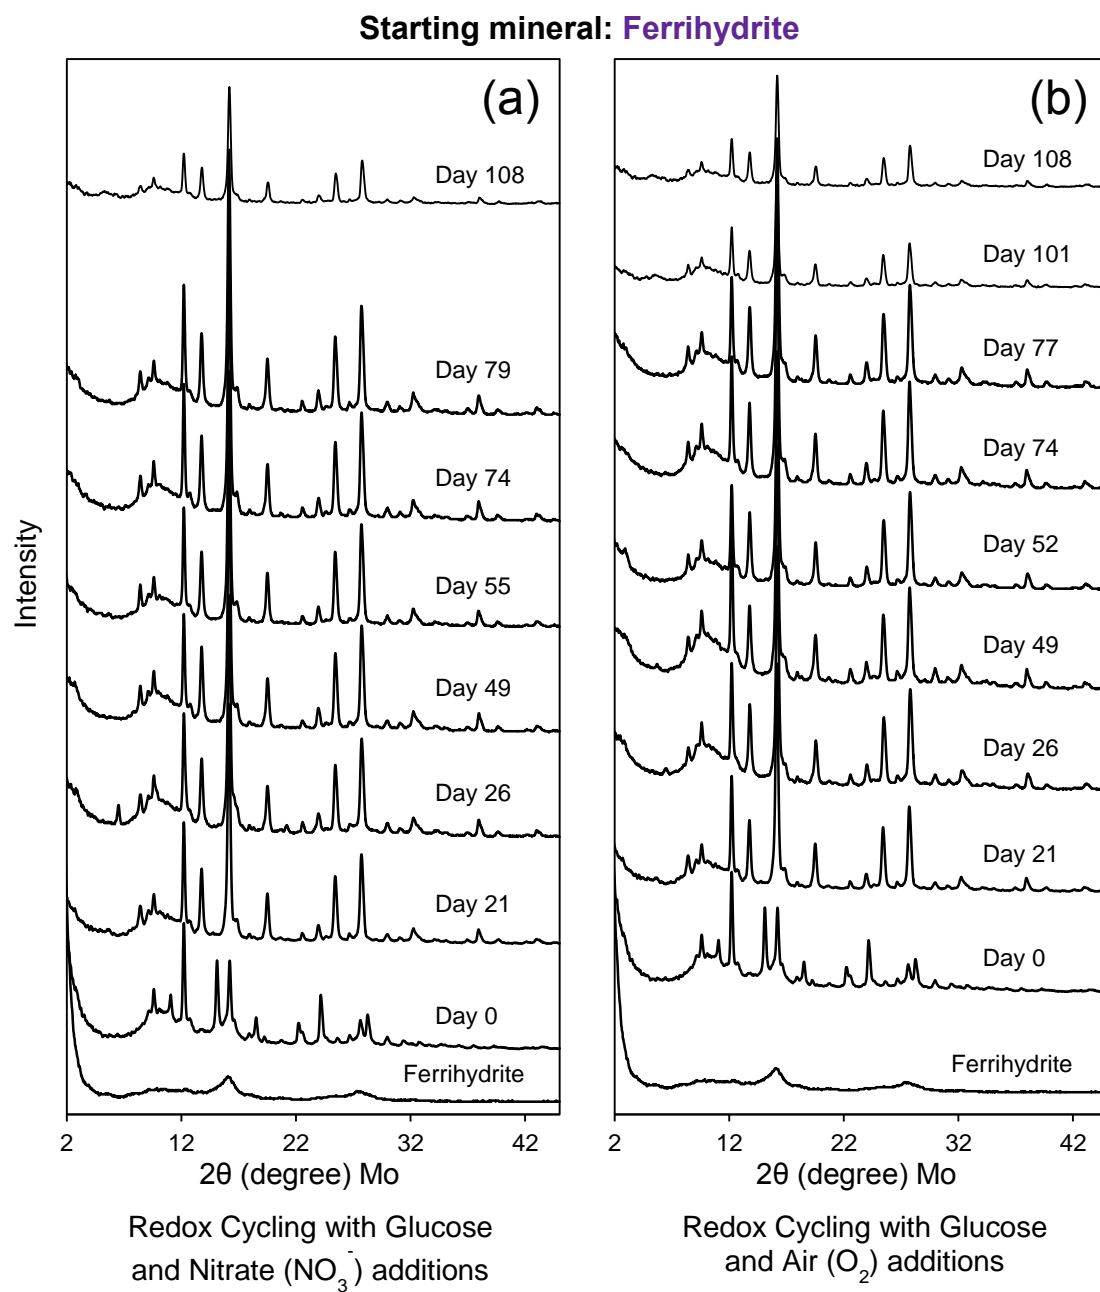 Starting mineral: Ferrihydrite
(a)
Day 108
Day 79
Day 74
Day 55
Day 49
Day 26
Day 21
Day 0
Ferrihydrite
Intensity
2 12 22 32 42
2θ (degree) Mo
Redox Cycling with Glucose
and Nitrate (NO₃⁻) additions
(b)
Day 108
Day 101
Day 77
Day 74
Day 52
Day 49
Day 26
Day 21
Day 0
Ferrihydrite
2 12 22 32 42
2θ (degree) Mo
Redox Cycling with Glucose
and Air (O₂) additions